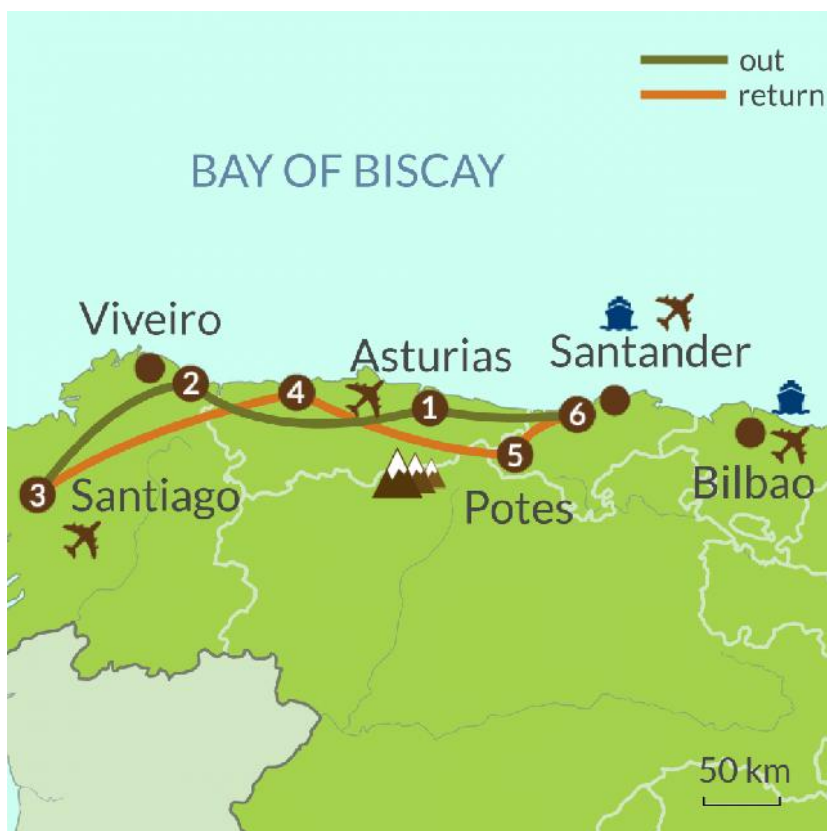 out
return
BAY OF BISCAY
Viveiro
Asturias
Santander
2
4
1
6
5
3
Santiago
Potes
Bilbao
50 km